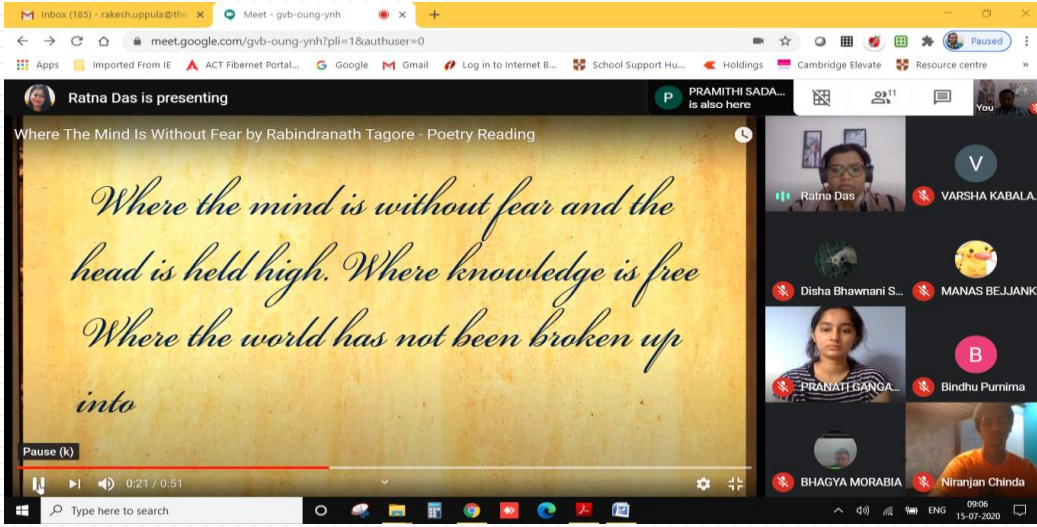 Inbox (185) - rakesh.uppula@the
Meet - gvb-oung-ynh
meet.google.com/gvb-oung-ynh?pli=1&authuser=0
Paused
Apps
Imported From IE
ACT Fibernet Portal...
Google
Gmail
Log in to Internet B...
School Support Hu...
Holdings
Cambridge Elevate
Resource centre
»
Ratna Das is presenting
P
PRAMITHI SADA...
is also here
11
You
Where The Mind Is Without Fear by Rabindranath Tagore - Poetry Reading
Where the mind is without fear and the
head is held high. Where knowledge is free
Where the world has not been broken up
into
Pause (k)
0:21 / 0:51
Ratna Das
V
VARSHA KABALA.
Disha Bhawnani S...
MANAS BEJJANK
PRANATI GANGA...
B
Bindhu Purnima
BHAGYA MORABIA
Niranjan Chinda
Type here to search
ENG
09:06
15-07-2020